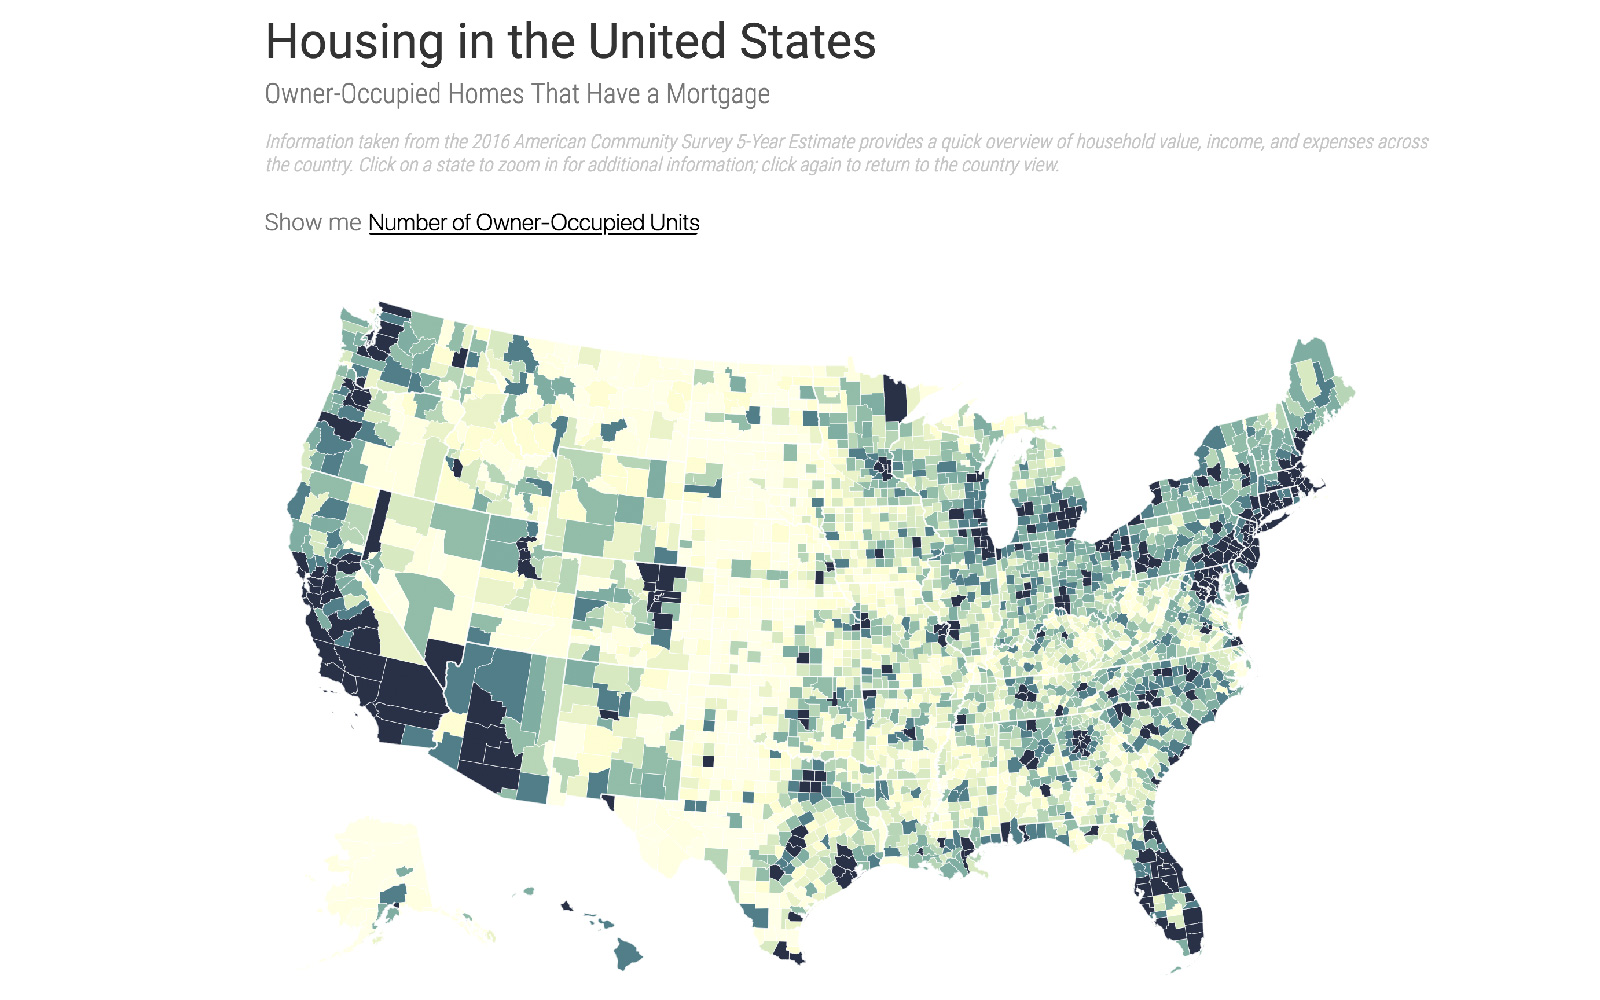 Housing in the United States
Owner-Occupied Homes That Have a Mortgage
Information taken from the 2016 American Community Survey 5-Year Estimate provides a quick overview of household value, income, and expenses across
the country. Click on a state to zoom in for additional information; click again to return to the country view.
Show me Number of Owner-Occupied Units